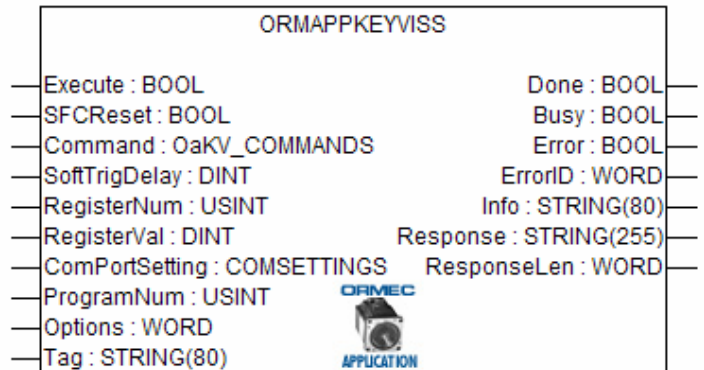 ORMAPPKEYVISS
Execute : BOOL Done : BOOL
SFCReset : BOOL Busy : BOOL
Command : OaKV_COMMANDS Error : BOOL
SoftTrigDelay : DINT ErrorID : WORD
RegisterNum : USINT Info : STRING(80)
RegisterVal : DINT Response : STRING(255)
ComPortSetting : COMSETTINGS ResponseLen : WORD
ProgramNum : USINT ORMEC
Options : WORD
Tag : STRING(80) APPLICATION